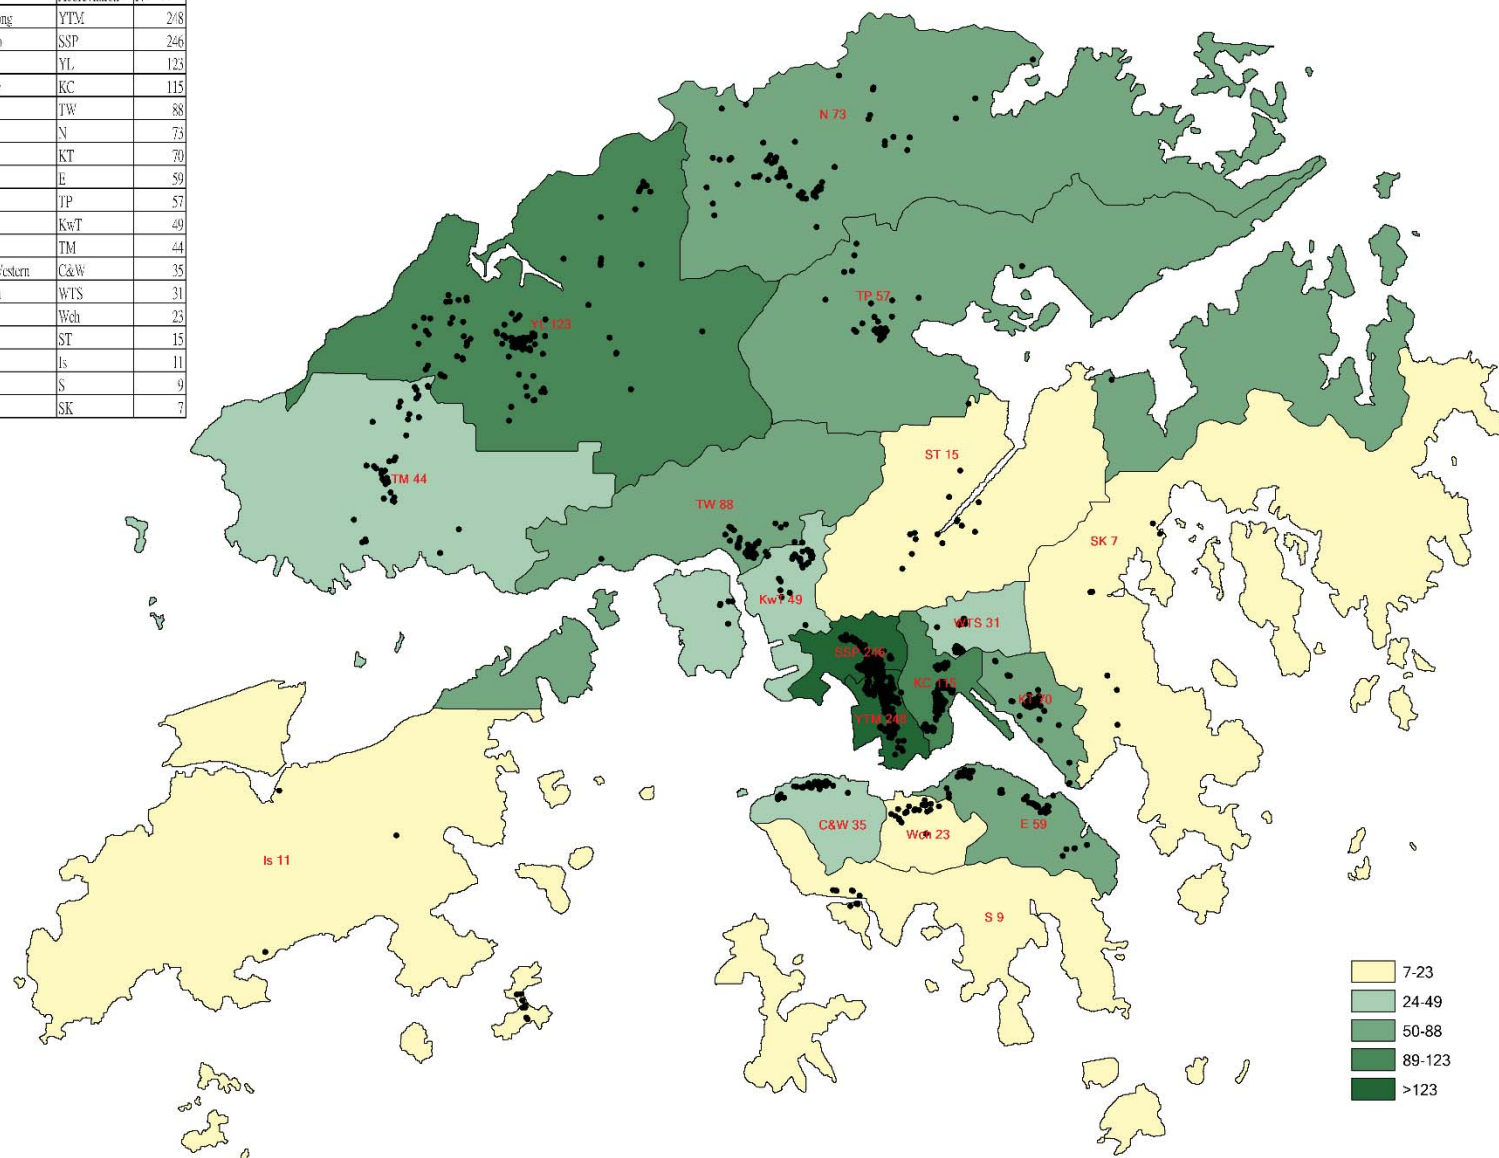 YTM 248
SSP 246
YL 123
KC 115
TW 88
N 73
KT 70
E 59
TP 57
KwT 49
TM 44
C&W 35
WTS 31
Wch 23
ST 15
Is 11
S 9
SK 7
N 73
TP 57
YL 123
ST 15
TM 44
TW 88
SK 7
KwT 49
WTS 31
SSP 246
KC 115
KT 70
YTM 248
C&W 35
Wch 23
E 59
Is 11
S 9
7-23
24-49
50-88
89-123
>123